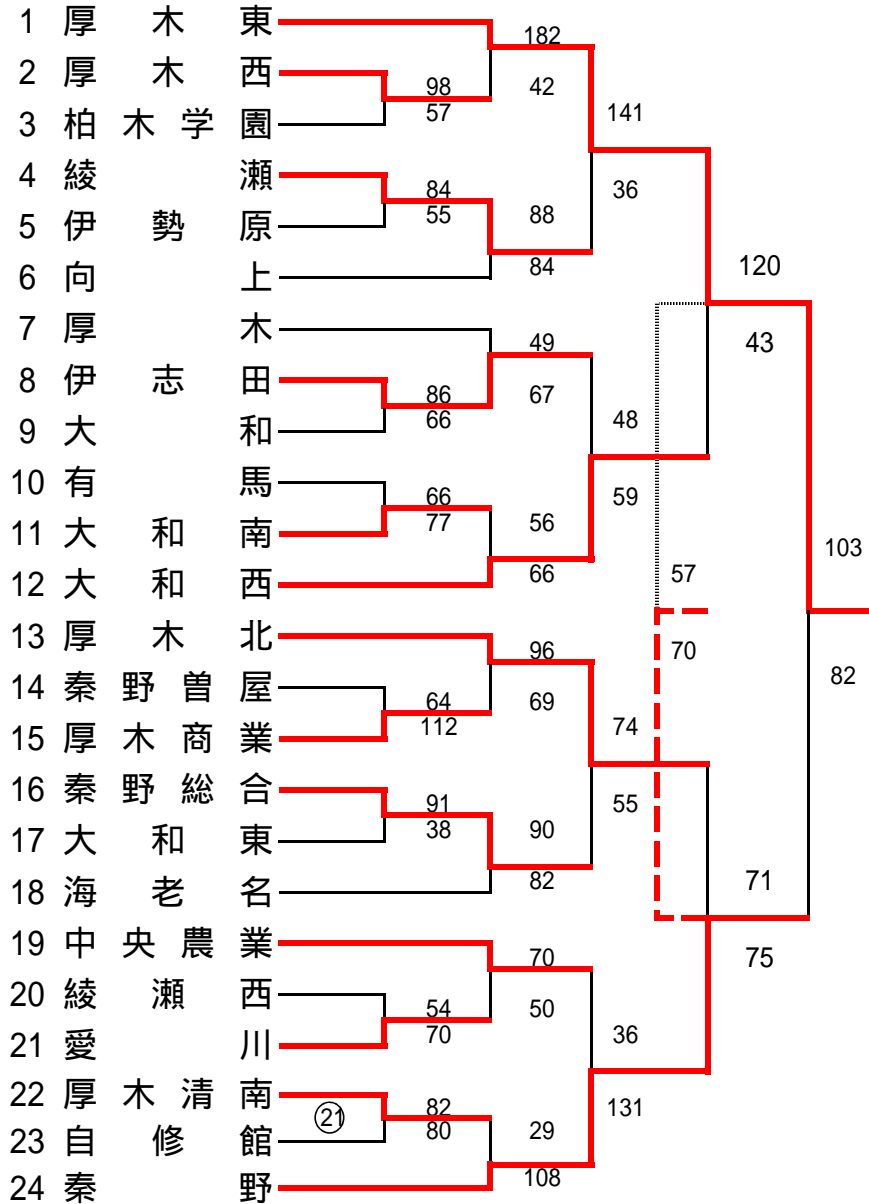 1 厚木東
182
2 厚木西
98
42
57
141
3 柏木学園
4 綾瀬
84
36
55
88
5 伊勢原
84
120
6 向上
7 厚木
49
43
8 伊志田
86
67
66
48
9 大和
10 有馬
66
59
77
56
11 大和南
103
66
57
12 大和西
13 厚木北
96
70
82
14 秦野曽屋
64
69
112
74
15 厚木商業
16 秦野総合
91
55
38
90
17 大和東
82
71
18 海老名
19 中央農業
70
75
20 綾瀬西
54
50
70
36
21 愛川
22 厚木清南
㉑
82
131
80
29
23 自修館
108
24 秦野